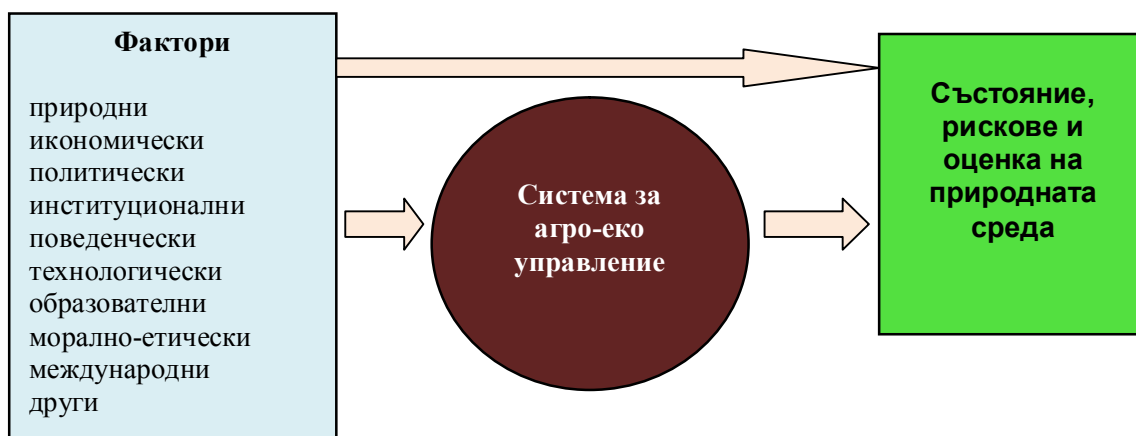 Фактори
природни
икономически
политически
институционални
поведенчески
технологически
образователни
морално-етически
международни
други
Система за
агро-еко
управление
Състояние,
рискове и
оценка на
природната
среда